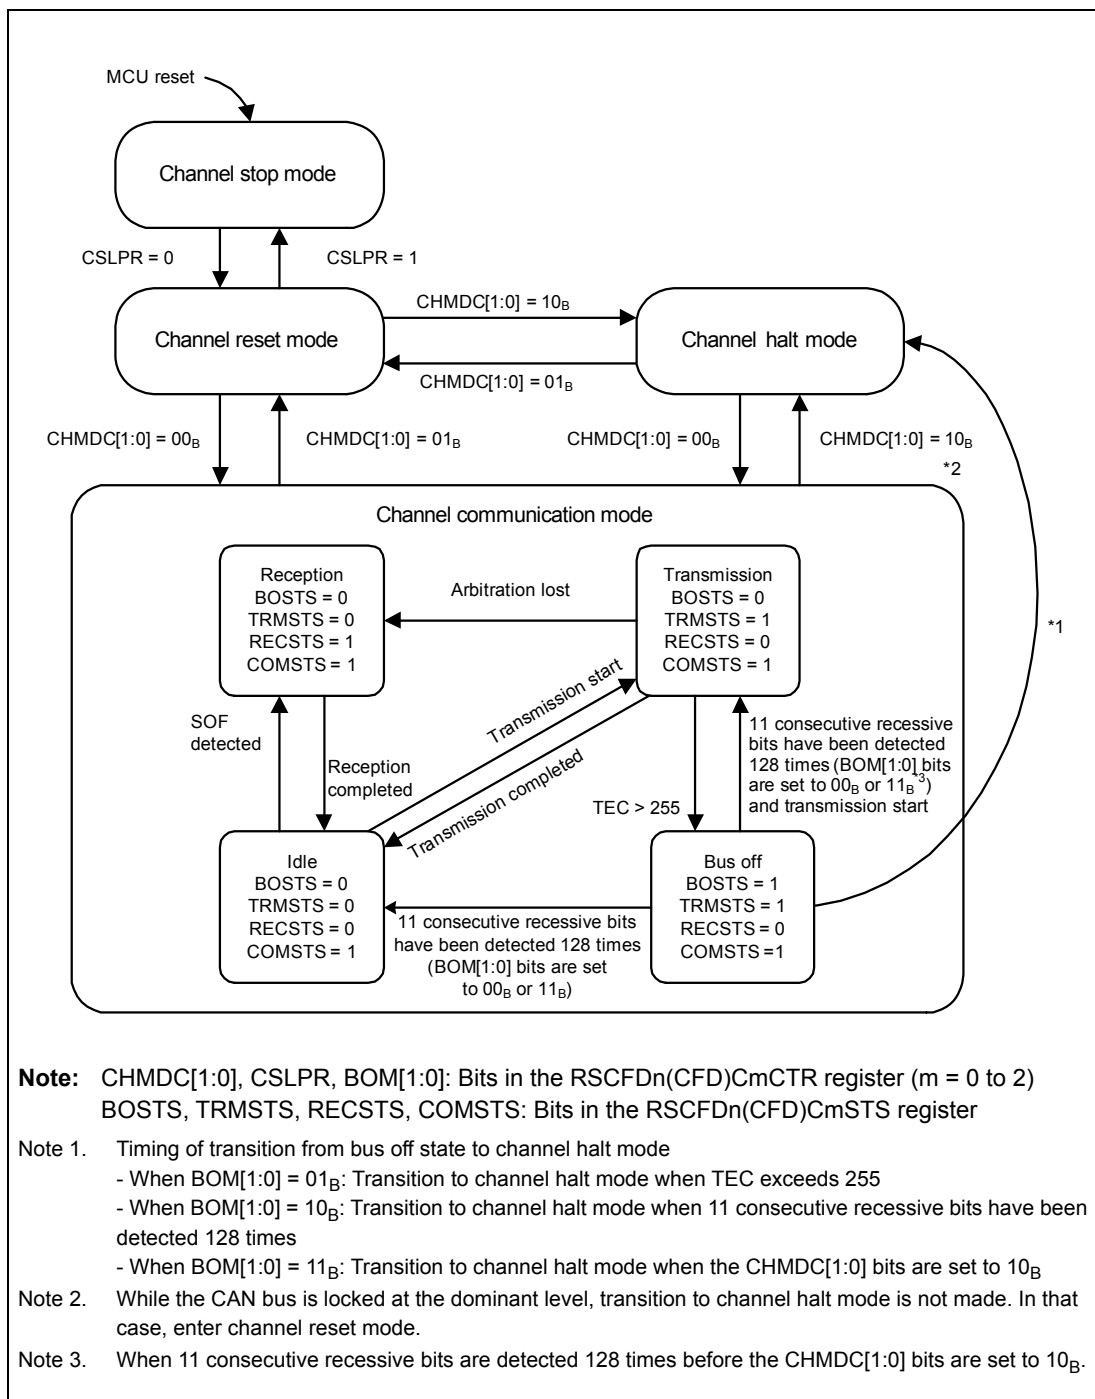 MCU reset
Channel stop mode
CSLPR = 0
CSLPR = 1
Channel reset mode
CHMDC[1:0] = 10B
Channel halt mode
CHMDC[1:0] = 01B
CHMDC[1:0] = 00B
CHMDC[1:0] = 01B
CHMDC[1:0] = 00B
CHMDC[1:0] = 10B
*2
Channel communication mode
Reception
BOSTS = 0
TRMSTS = 0
RECSTS = 1
COMSTS = 1
Arbitration lost
Transmission
BOSTS = 0
TRMSTS = 1
RECSTS = 0
COMSTS = 1
*1
SOF
detected
Reception
completed
Transmission start
Transmission completed
TEC > 255
11 consecutive recessive
bits have been detected
128 times (BOM[1:0] bits
are set to 00B or 11B*3)
and transmission start
Idle
BOSTS = 0
TRMSTS = 0
RECSTS = 0
COMSTS = 1
11 consecutive recessive bits
have been detected 128 times
(BOM[1:0] bits are set
to 00B or 11B)
Bus off
BOSTS = 1
TRMSTS = 1
RECSTS = 0
COMSTS =1
Note: CHMDC[1:0], CSLPR, BOM[1:0]: Bits in the RSCFDn(CFD)CmCTR register (m = 0 to 2)
BOSTS, TRMSTS, RECSTS, COMSTS: Bits in the RSCFDn(CFD)CmSTS register
Note 1. Timing of transition from bus off state to channel halt mode
- When BOM[1:0] = 01B: Transition to channel halt mode when TEC exceeds 255
- When BOM[1:0] = 10B: Transition to channel halt mode when 11 consecutive recessive bits have been
detected 128 times
- When BOM[1:0] = 11B: Transition to channel halt mode when the CHMDC[1:0] bits are set to 10B
Note 2. While the CAN bus is locked at the dominant level, transition to channel halt mode is not made. In that
case, enter channel reset mode.
Note 3. When 11 consecutive recessive bits are detected 128 times before the CHMDC[1:0] bits are set to 10B.